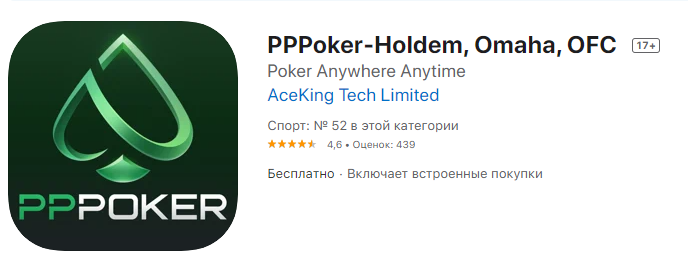 PPPOKER
PPPoker-Holdem, Omaha, OFC 17+
Poker Anywhere Anytime
AceKing Tech Limited
Спорт: № 52 в этой категории
4,6 • Оценок: 439
Бесплатно · Включает встроенные покупки